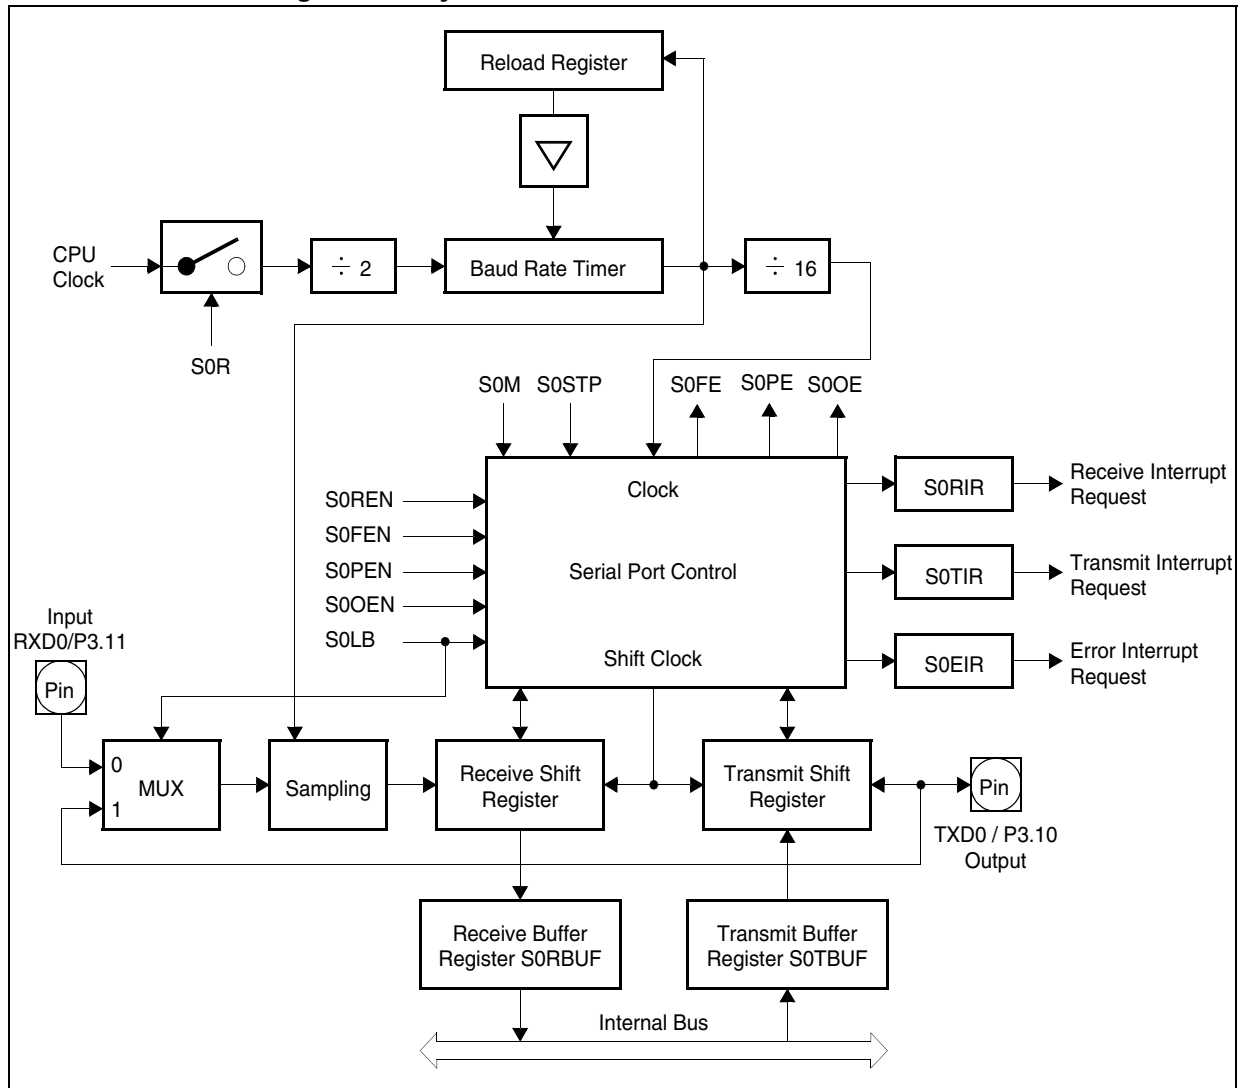 Reload Register
CPU
Clock
÷ 2
Baud Rate Timer
÷ 16
S0R
S0M
S0STP
S0FE
S0PE
S0OE
S0REN
S0FEN
S0PEN
S0OEN
S0LB
Clock
Serial Port Control
Shift Clock
S0RIR
Receive Interrupt
Request
S0TIR
Transmit Interrupt
Request
S0EIR
Error Interrupt
Request
Input
RXD0/P3.11
Pin
0
MUX
1
Sampling
Receive Shift
Register
Transmit Shift
Register
Pin
TXD0 / P3.10
Output
Receive Buffer
Register S0RBUF
Transmit Buffer
Register S0TBUF
Internal Bus